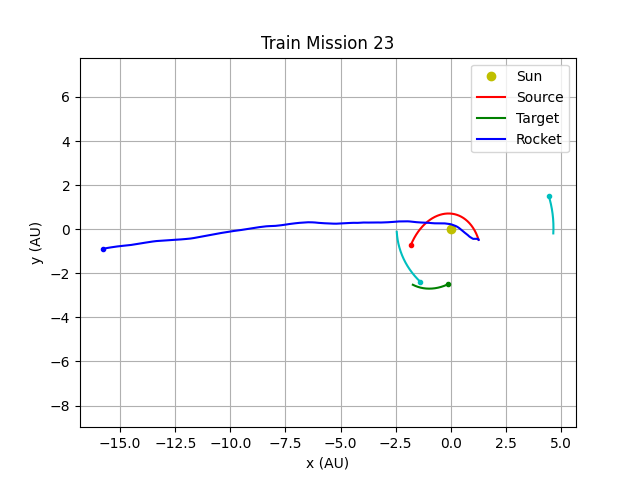 Train Mission 23
Sun
Source
Target
Rocket
6
4
2
0
−2
−4
−6
−8
y (AU)
−15.0 −12.5 −10.0 −7.5 −5.0 −2.5 0.0 2.5 5.0
x (AU)